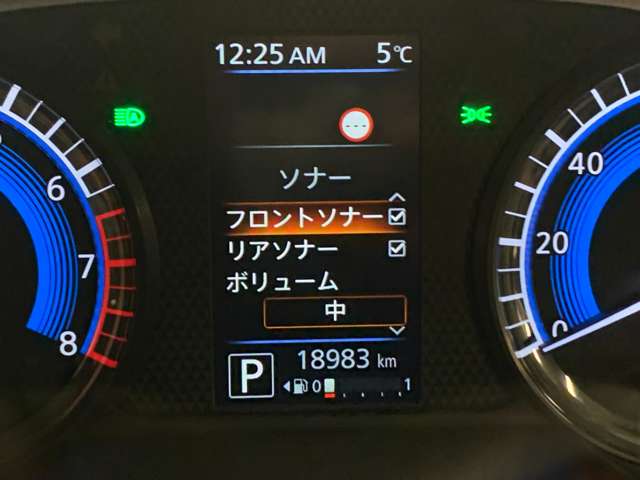 12:25 AM 5℃
---
ソナー
フロントソナー
リアソナー
ボリューム
中
P 18983 km
0 1
6
7
8
40
20
0